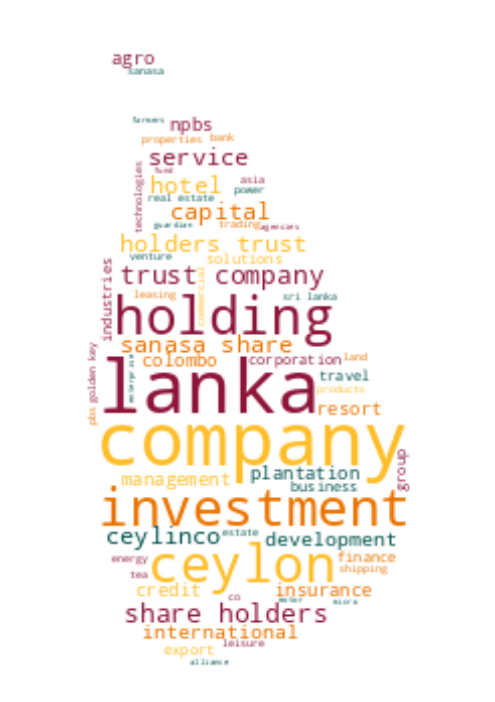 agro
sanasa
farmers npbs
properties bank
service
technologies
fund
hotel asia
power
real estate
capital
guardian trading agencies
holders trust
venture solutions
industries
trust company
commercial
leasing sri lanka
holding
sanasa share
colombo corporation land
enterprise
golden key
lanka travel
products
pbs resort
company
group
management plantation
business
investment
ceylinco estate development
energy ceylon finance
shipping
tea
credit insurance
co motor micro
share holders
international
leisure
export
alliance